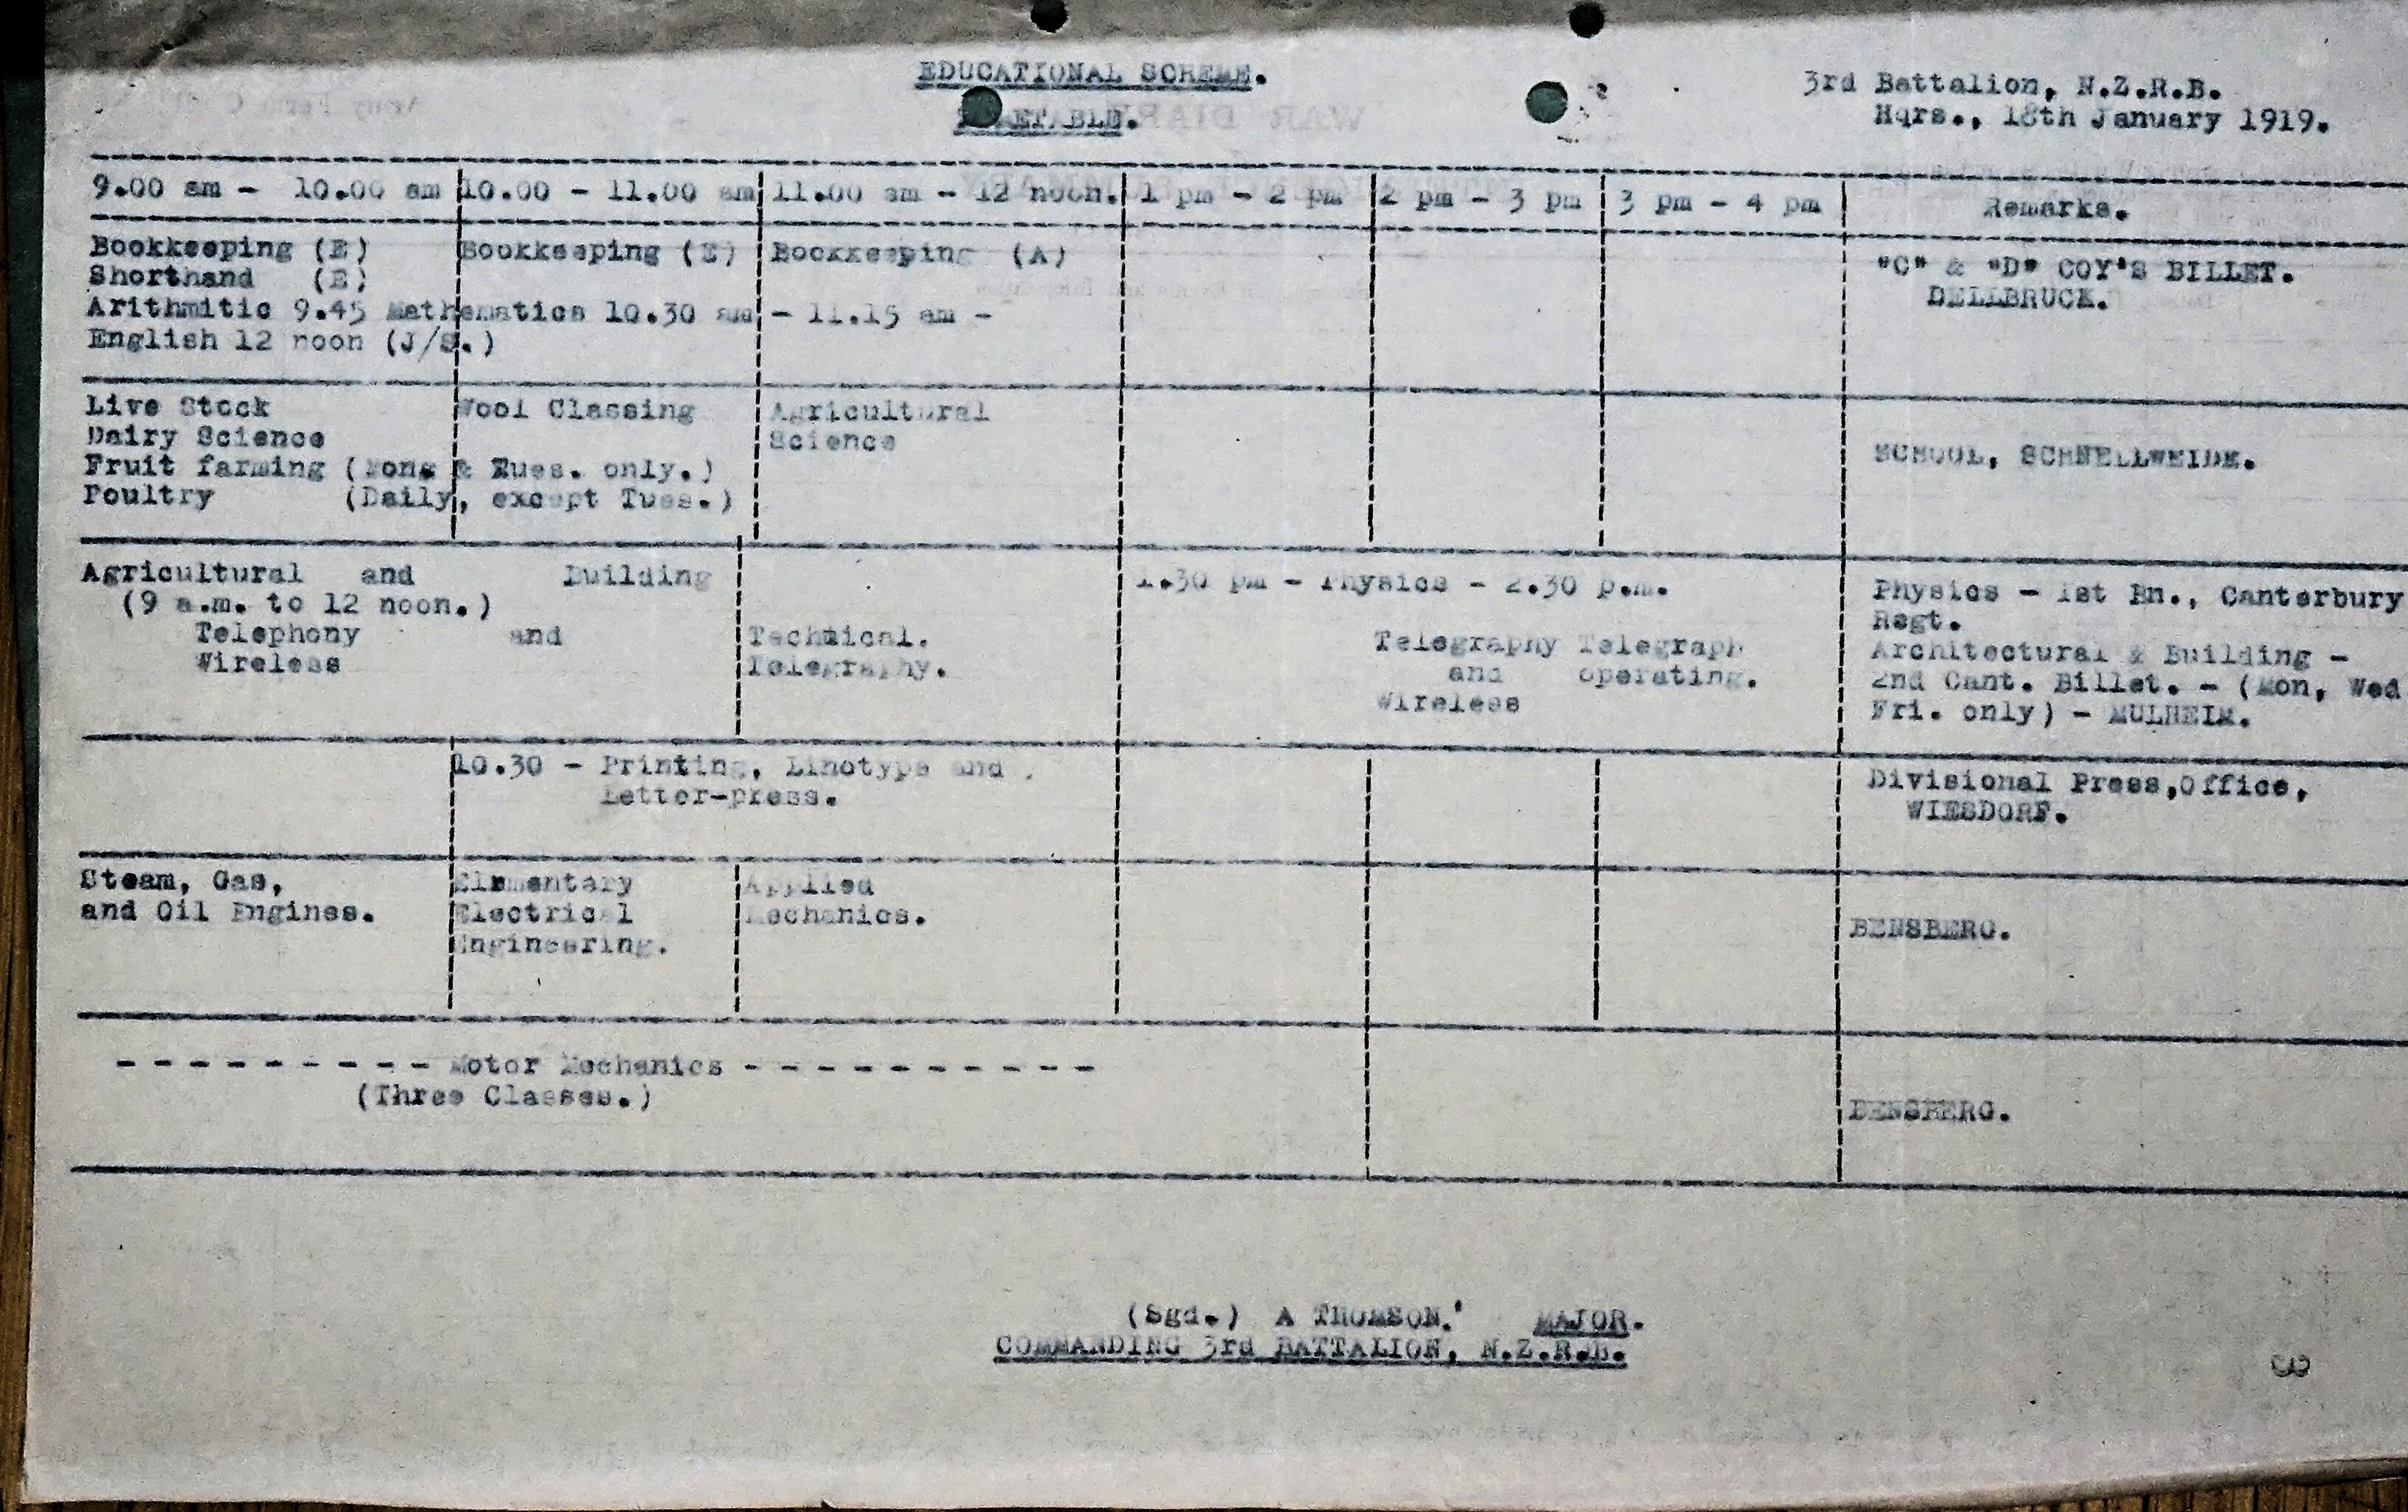 EDUCATIONAL SCHEME.
3rd Battalion, N.Z.R.B.
Hqrs., 18th January 1919.
9.00 am - 10.00 am 10.00 - 11.00 am 11.00 am - 12 noon. 1 pm - 2 pm 2 pm - 3 pm 3 pm - 4 pm Remarks.
Bookkeeping (E) Bookkeeping (E) Bookkeeping (A)
"C" & "D" COY'S BILLET.
Shorthand (E)
DELLBRUCK.
Arithmitic 9.45 Mathematics 10.30 am - 11.15 am -
English 12 noon (J/S.)
Live Stock Wool Classing Agricultural
Dairy Science Science
Fruit farming ( & only.) SCHOOL, SCHNELLWEIDE.
Poultry (Daily, except Tues.)
Agricultural and Building 1.30 pm - Physics - 2.30 p.m. Physics - 1st Bn., Canterbury
(9 a.m. to 12 noon.) Regt.
Telephony and Technical. Telegraphy Telegraph Architectural & Building -
Wireless Telegraphy. and operating. 2nd Cant. Billet. - (Mon, Wed
Wireless Fri. only) - MULHEIM.
10.30 - Printing, Linotype and Divisional Press,Office,
Letter-press. WIESDORF.
Steam, Gas, Elementary Applied
and Oil Engines. Electrical Mechanics. BENSBERG.
Engineering.
- - - - - - - - - Motor Mechanics - - - - - - - - - -
(Three Classes.) BENSBERG.
(Sgd.) A THOMSON. MAJOR.
COMMANDING 3rd BATTALION, N.Z.R.B.